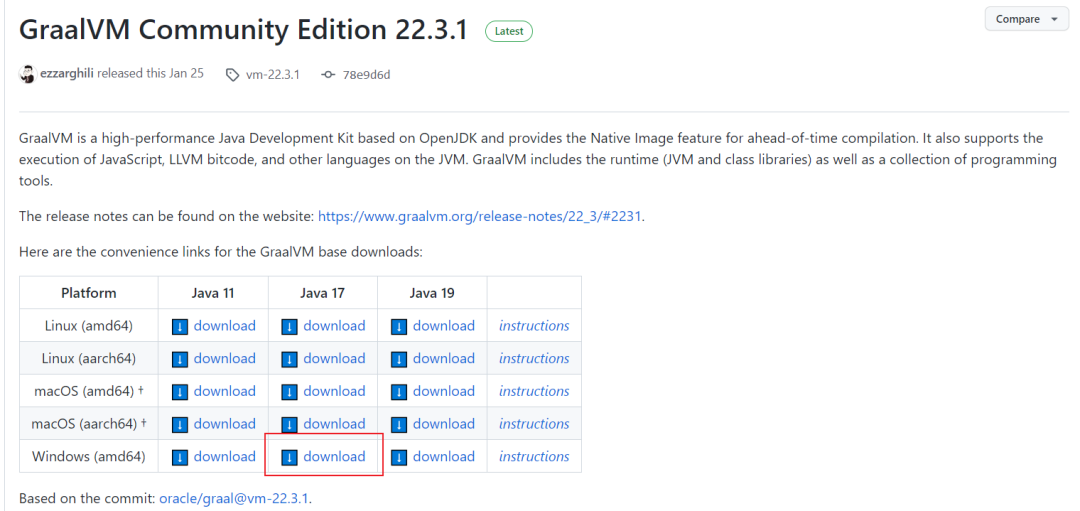 GraalVM Community Edition 22.3.1 Latest Compare
ezzarghili released this Jan 25 vm-22.3.1 78e9d6d
GraalVM is a high-performance Java Development Kit based on OpenJDK and provides the Native Image feature for ahead-of-time compilation. It also supports the
execution of JavaScript, LLVM bitcode, and other languages on the JVM. GraalVM includes the runtime (JVM and class libraries) as well as a collection of programming
tools.
The release notes can be found on the website: https://www.graalvm.org/release-notes/22_3/#2231.
Here are the convenience links for the GraalVM base downloads:
Platform Java 11 Java 17 Java 19
Linux (amd64) download download download instructions
Linux (aarch64) download download download instructions
macOS (amd64) † download download download instructions
macOS (aarch64) † download download download instructions
Windows (amd64) download download download instructions
Based on the commit: oracle/graal@vm-22.3.1.